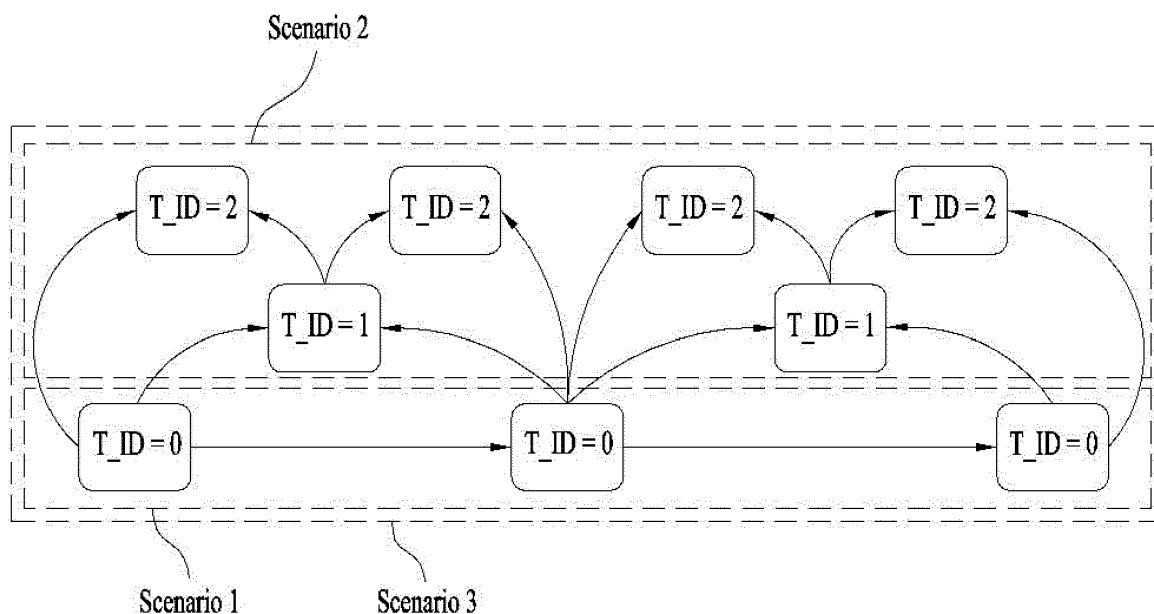 Scenario 2
T_ID = 2
T_ID = 2
T_ID = 2
T_ID = 2
T_ID = 1
T_ID = 1
T_ID = 0
T_ID = 0
T_ID = 0
Scenario 1
Scenario 3